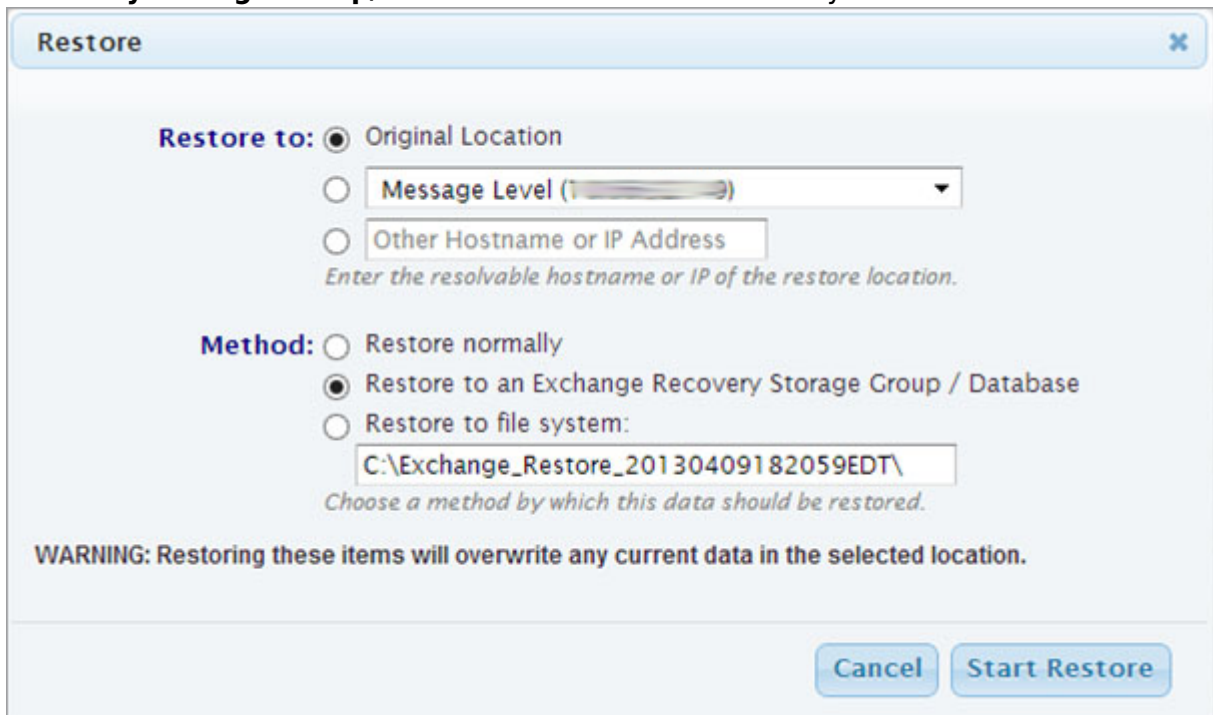 Restore
Restore to: Original Location
Message Level (
Other Hostname or IP Address
Enter the resolvable hostname or IP of the restore location.
Method: Restore normally
Restore to an Exchange Recovery Storage Group / Database
Restore to file system:
C:\Exchange_Restore_20130409182059EDT\
Choose a method by which this data should be restored.
WARNING: Restoring these items will overwrite any current data in the selected location.
Cancel Start Restore